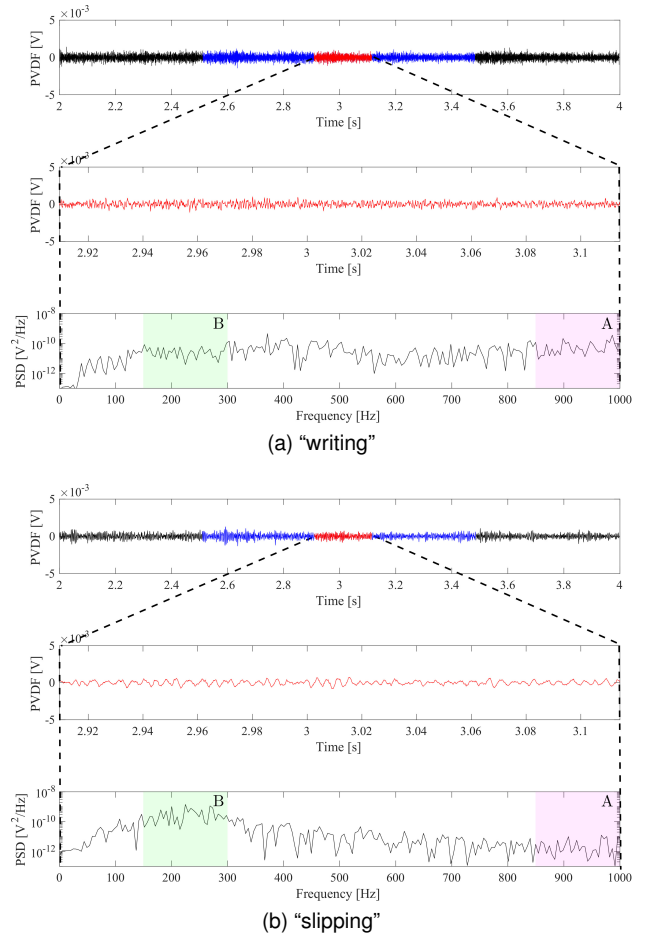 ×10⁻³
PVDF [V]
5
0
-5
2 2.2 2.4 2.6 2.8 3 3.2 3.4 3.6 3.8 4
Time [s]
×10⁻³
PVDF [V]
5
0
-5
2.92 2.94 2.96 2.98 3 3.02 3.04 3.06 3.08 3.1
Time [s]
PSD [V²/Hz]
10⁻⁸
10⁻¹⁰
10⁻¹²
B A
0 100 200 300 400 500 600 700 800 900 1000
Frequency [Hz]
(a) “writing”
×10⁻³
PVDF [V]
5
0
-5
2 2.2 2.4 2.6 2.8 3 3.2 3.4 3.6 3.8 4
Time [s]
×10⁻³
PVDF [V]
5
0
-5
2.92 2.94 2.96 2.98 3 3.02 3.04 3.06 3.08 3.1
Time [s]
PSD [V²/Hz]
10⁻⁸
10⁻¹⁰
10⁻¹²
B A
0 100 200 300 400 500 600 700 800 900 1000
Frequency [Hz]
(b) “slipping”